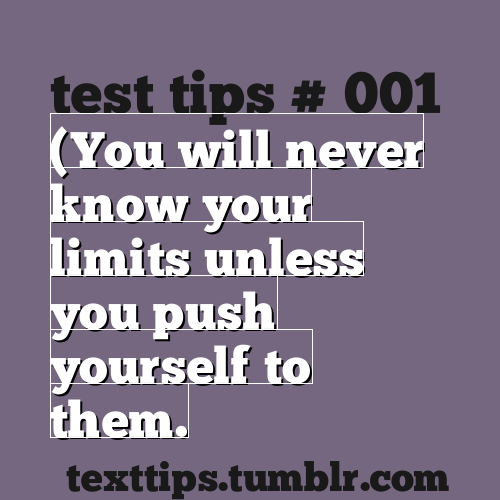 test tips # 001
(You will never
know your
limits unless
you push
yourself to
them.
texttips.tumblr.com